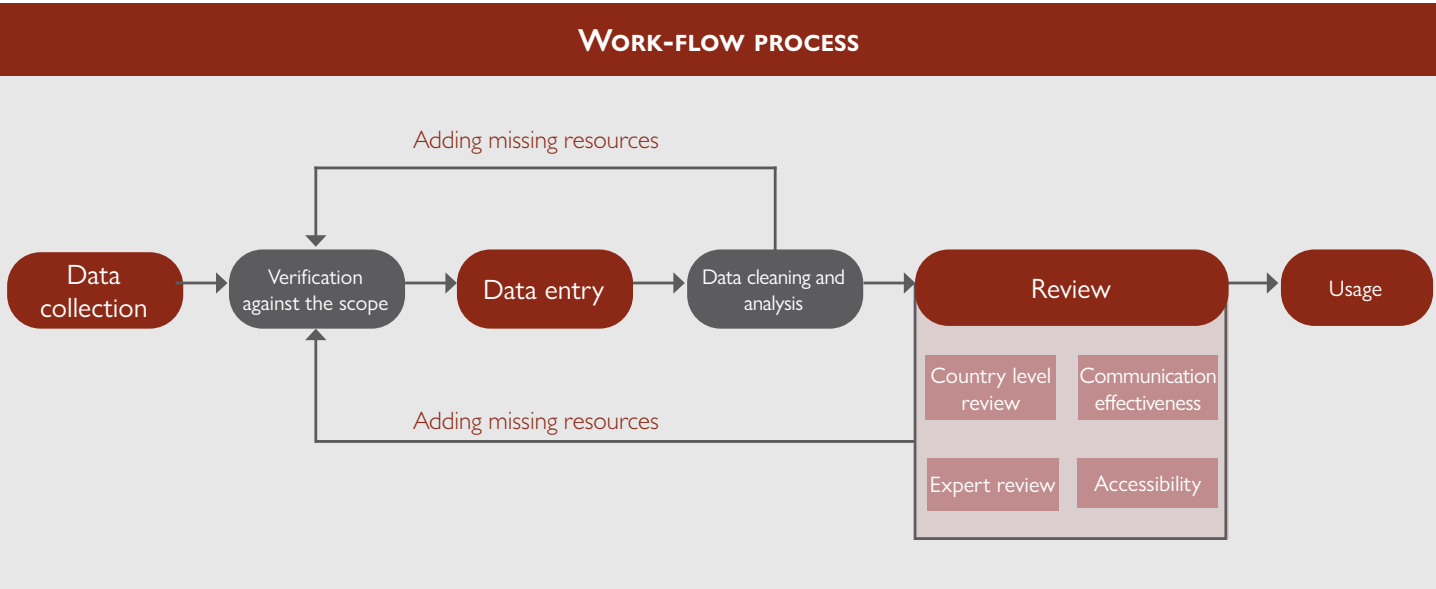 WORK-FLOW PROCESS
Adding missing resources
Data
collection
Verification
against the scope
Data entry
Data cleaning and
analysis
Review
Usage
Country level
review
Communication
effectiveness
Adding missing resources
Expert review
Accessibility